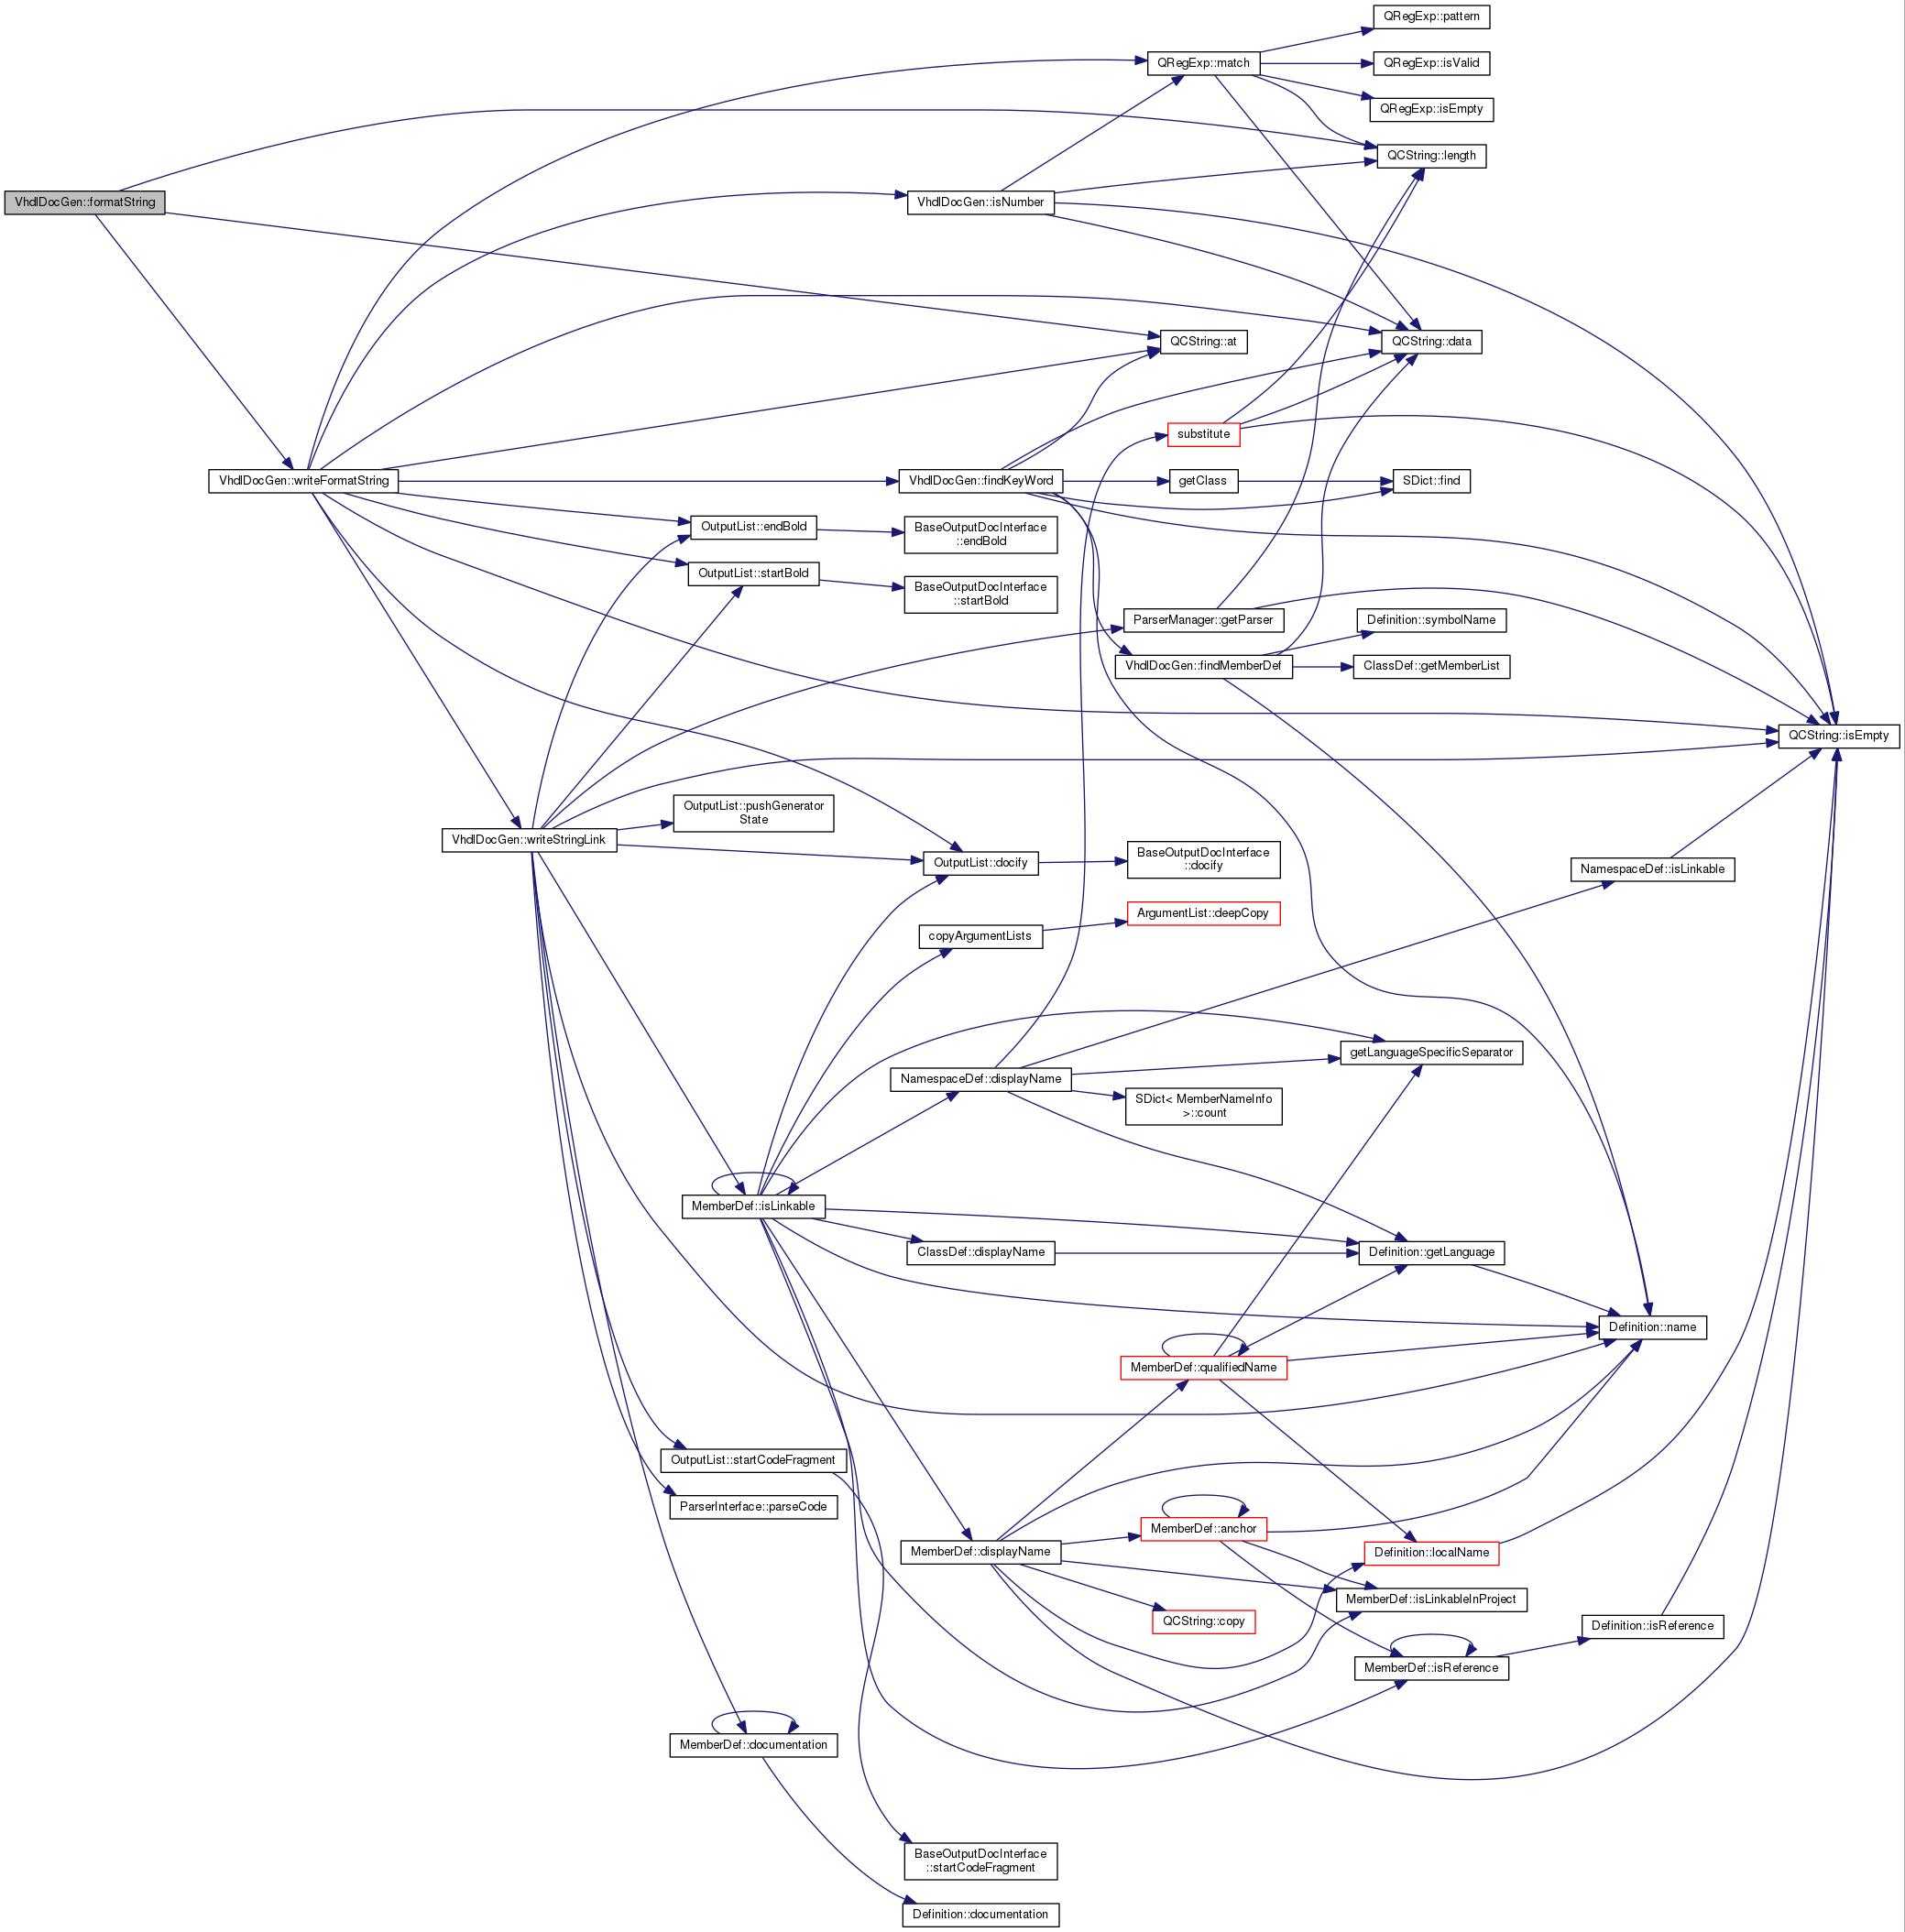 QRegExp::pattern
QRegExp::match
QRegExp::isValid
QRegExp::isEmpty
QCString::length
VhdlDocGen::formatString
VhdlDocGen::isNumber
QCString::at
QCString::data
substitute
VhdlDocGen::writeFormatString
VhdlDocGen::findKeyWord
getClass
SDict::find
OutputList::endBold
BaseOutputDocInterface
::endBold
OutputList::startBold
BaseOutputDocInterface
::startBold
ParserManager::getParser
Definition::symbolName
VhdlDocGen::findMemberDef
ClassDef::getMemberList
QCString::isEmpty
OutputList::pushGenerator
State
VhdlDocGen::writeStringLink
OutputList::docify
BaseOutputDocInterface
::docify
NamespaceDef::isLinkable
ArgumentList::deepCopy
copyArgumentLists
getLanguageSpecificSeparator
NamespaceDef::displayName
SDict< MemberNameInfo
>::count
MemberDef::isLinkable
ClassDef::displayName
Definition::getLanguage
Definition::name
MemberDef::qualifiedName
OutputList::startCodeFragment
ParserInterface::parseCode
MemberDef::anchor
MemberDef::displayName
Definition::localName
MemberDef::isLinkableInProject
QCString::copy
Definition::isReference
MemberDef::isReference
MemberDef::documentation
BaseOutputDocInterface
::startCodeFragment
Definition::documentation